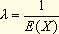 λ = 1/E(X)